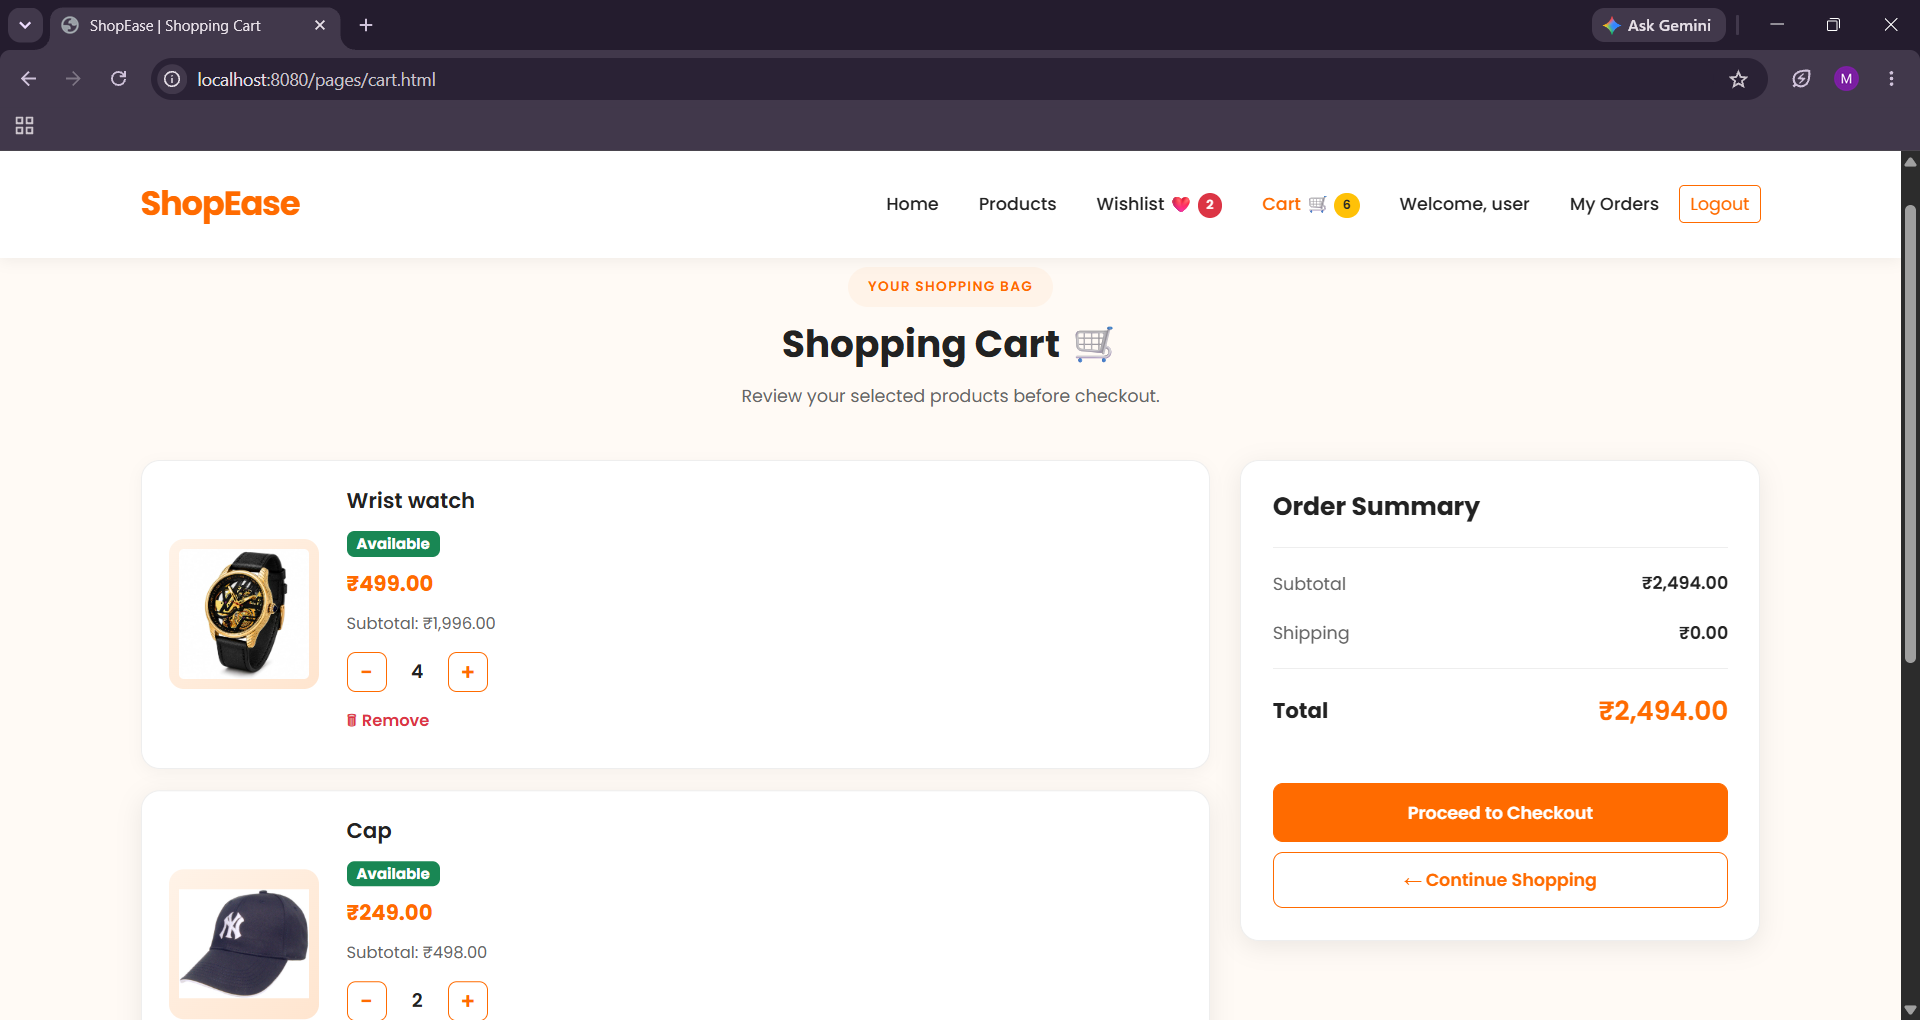 ShopEase | Shopping Cart
Ask Gemini
localhost:8080/pages/cart.html
M
ShopEase
Home
Products
Wishlist ❤️ 2
Cart 🛒 6
Welcome, user
My Orders
Logout
YOUR SHOPPING BAG
Shopping Cart 🛒
Review your selected products before checkout.
Wrist watch
Available
₹499.00
Subtotal: ₹1,996.00
− 4 +
Remove
Cap
Available
₹249.00
Subtotal: ₹498.00
− 2 +
NY
Order Summary
Subtotal ₹2,494.00
Shipping ₹0.00
Total ₹2,494.00
Proceed to Checkout
← Continue Shopping